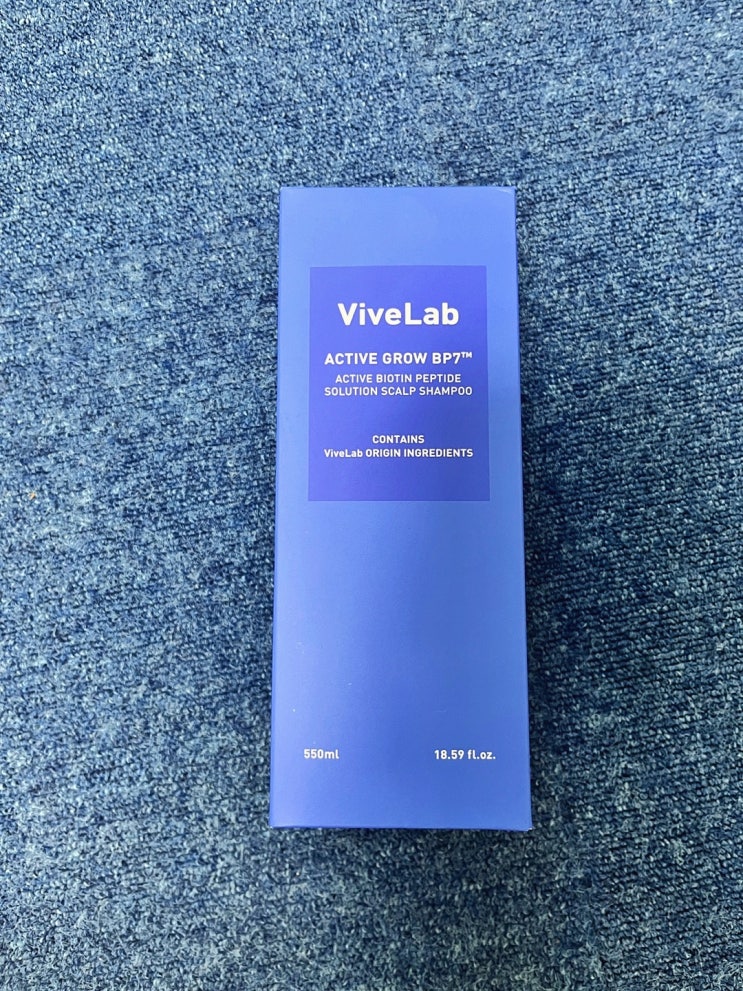 ViveLab
ACTIVE GROW BP7™
ACTIVE BIOTIN PEPTIDE
SOLUTION SCALP SHAMPOO
CONTAINS
ViveLab ORIGIN INGREDIENTS
550ml 18.59 fl.oz.